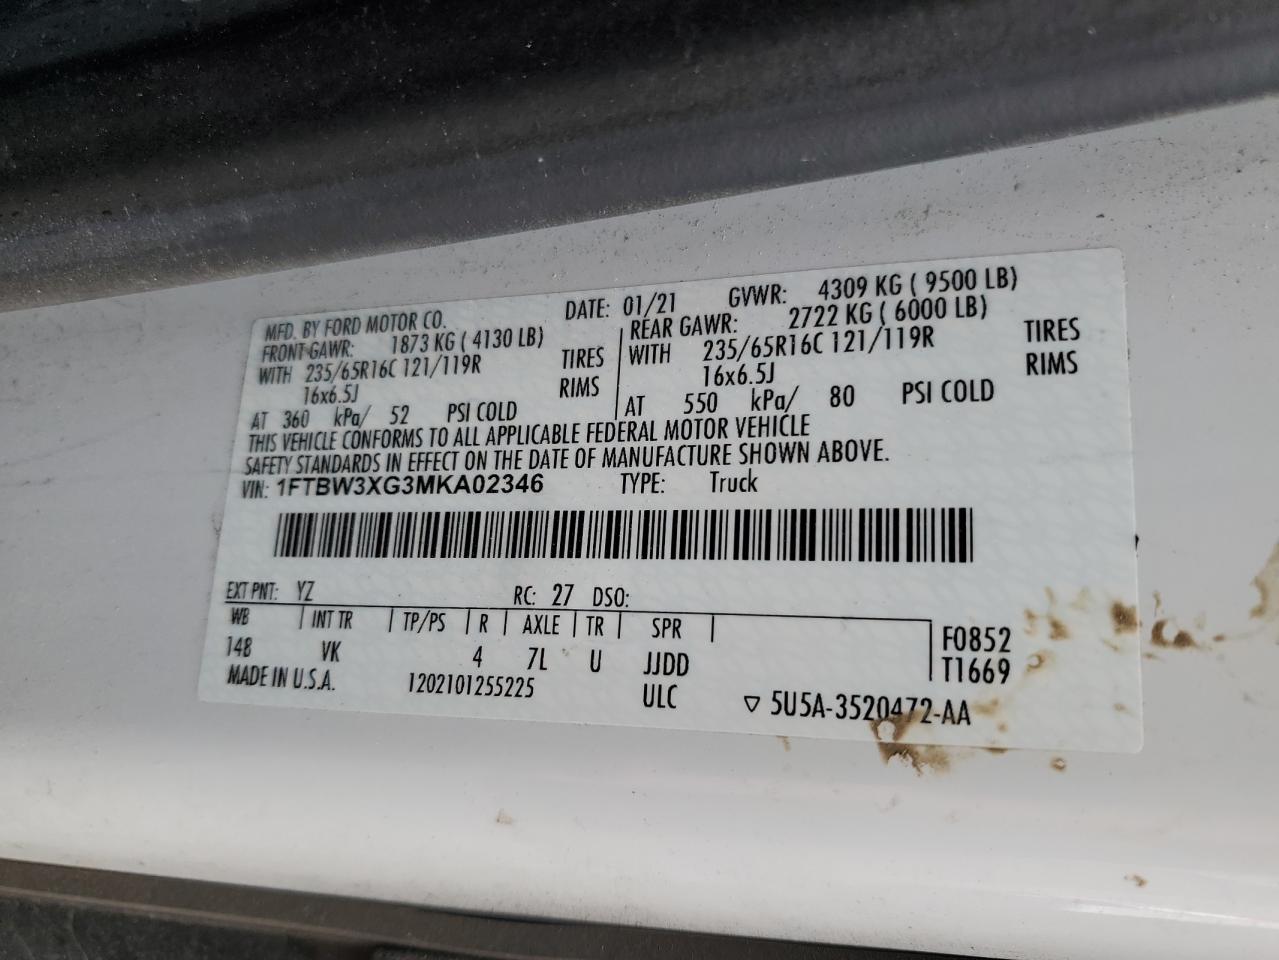 MFD. BY FORD MOTOR CO. DATE: 01/21 GVWR: 4309 KG ( 9500 LB)
FRONT GAWR: 1873 KG ( 4130 LB) REAR GAWR: 2722 KG ( 6000 LB)
WITH 235/65R16C 121/119R TIRES WITH 235/65R16C 121/119R TIRES
16x6.5J RIMS 16x6.5J RIMS
AT 360 kPa/ 52 PSI COLD AT 550 kPa/ 80 PSI COLD
THIS VEHICLE CONFORMS TO ALL APPLICABLE FEDERAL MOTOR VEHICLE
SAFETY STANDARDS IN EFFECT ON THE DATE OF MANUFACTURE SHOWN ABOVE.
VIN: 1FTBW3XG3MKA02346 TYPE: Truck
EXT PNT: YZ RC: 27 DSO:
WB INT TR TP/PS R AXLE TR SPR F0852
148 VK 4 7L U JJDD T1669
MADE IN U.S.A. 1202101255225 ULC ▽ 5U5A-3520472-AA